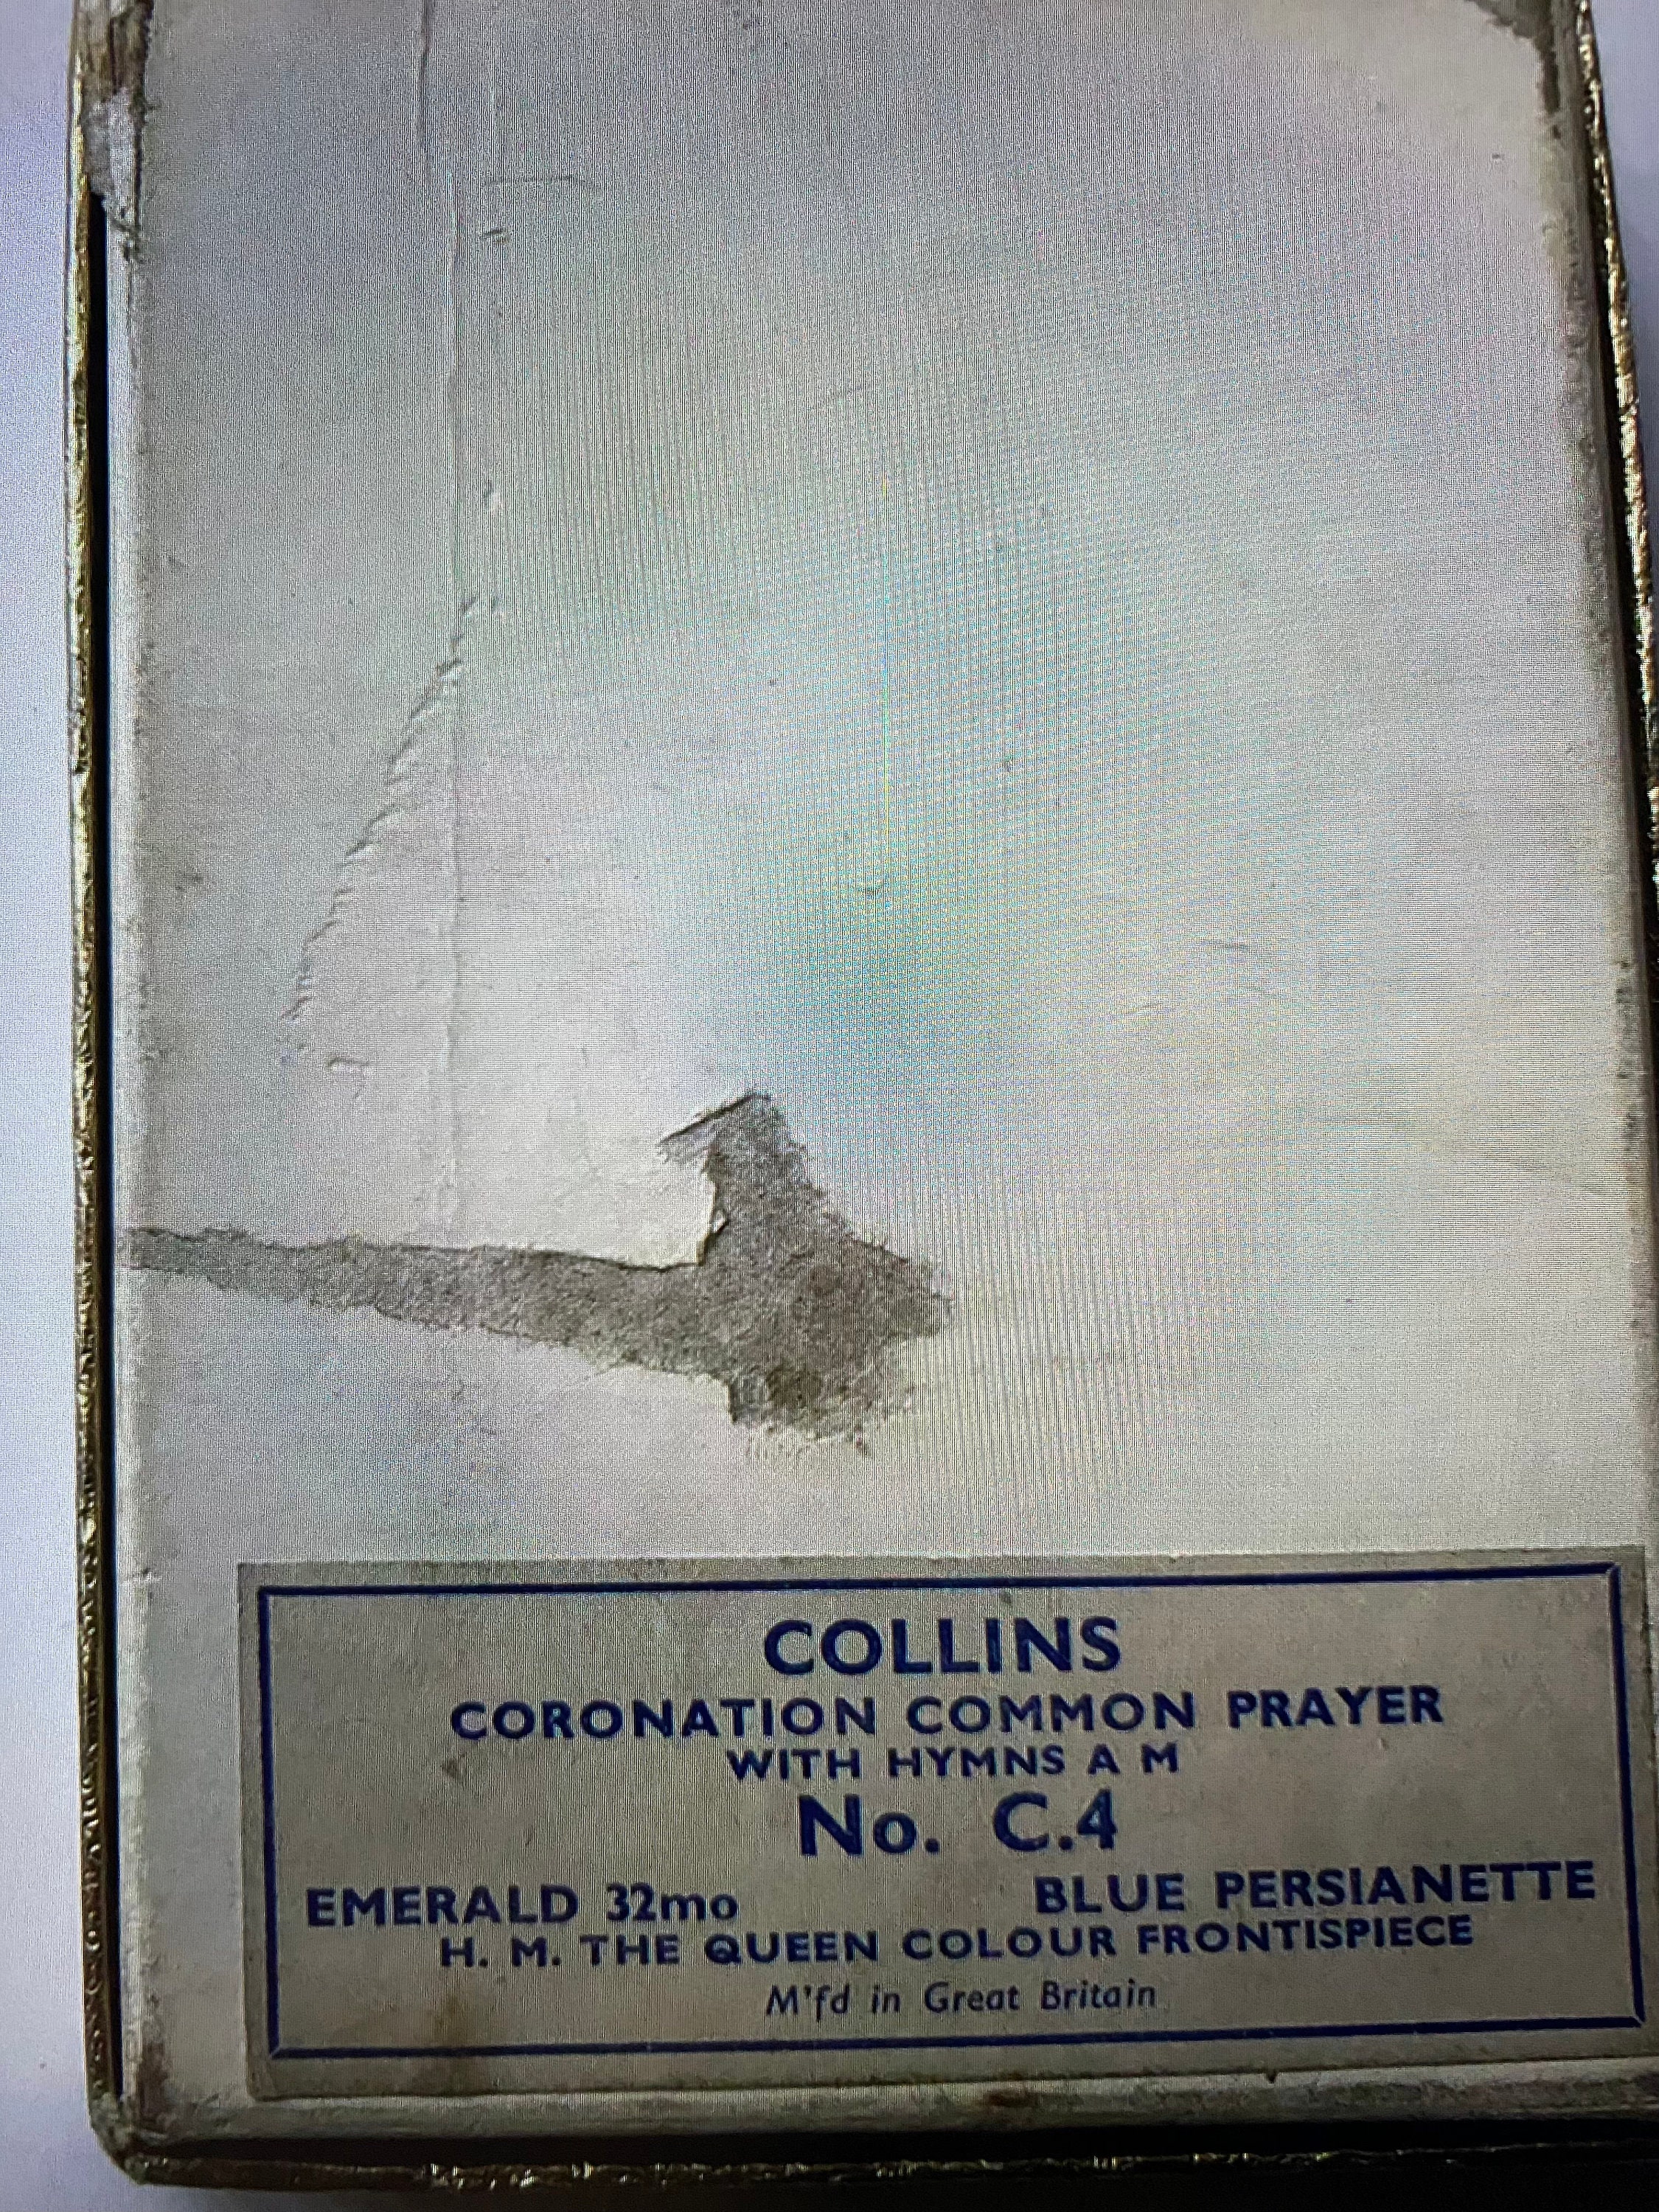 COLLINS
CORONATION COMMON PRAYER
WITH HYMNS A M
No. C.4
EMERALD 32mo BLUE PERSIANETTE
H. M. THE QUEEN COLOUR FRONTISPIECE
M'fd in Great Britain